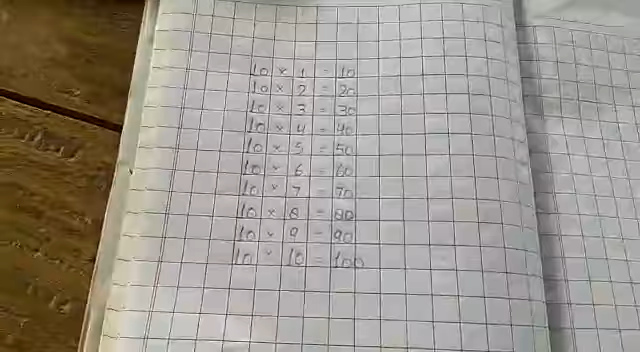 10 × 1 = 10
10 × 2 = 20
10 × 3 = 30
10 × 4 = 40
10 × 5 = 50
10 × 6 = 60
10 × 7 = 70
10 × 8 = 80
10 × 9 = 90
10 × 10 = 100